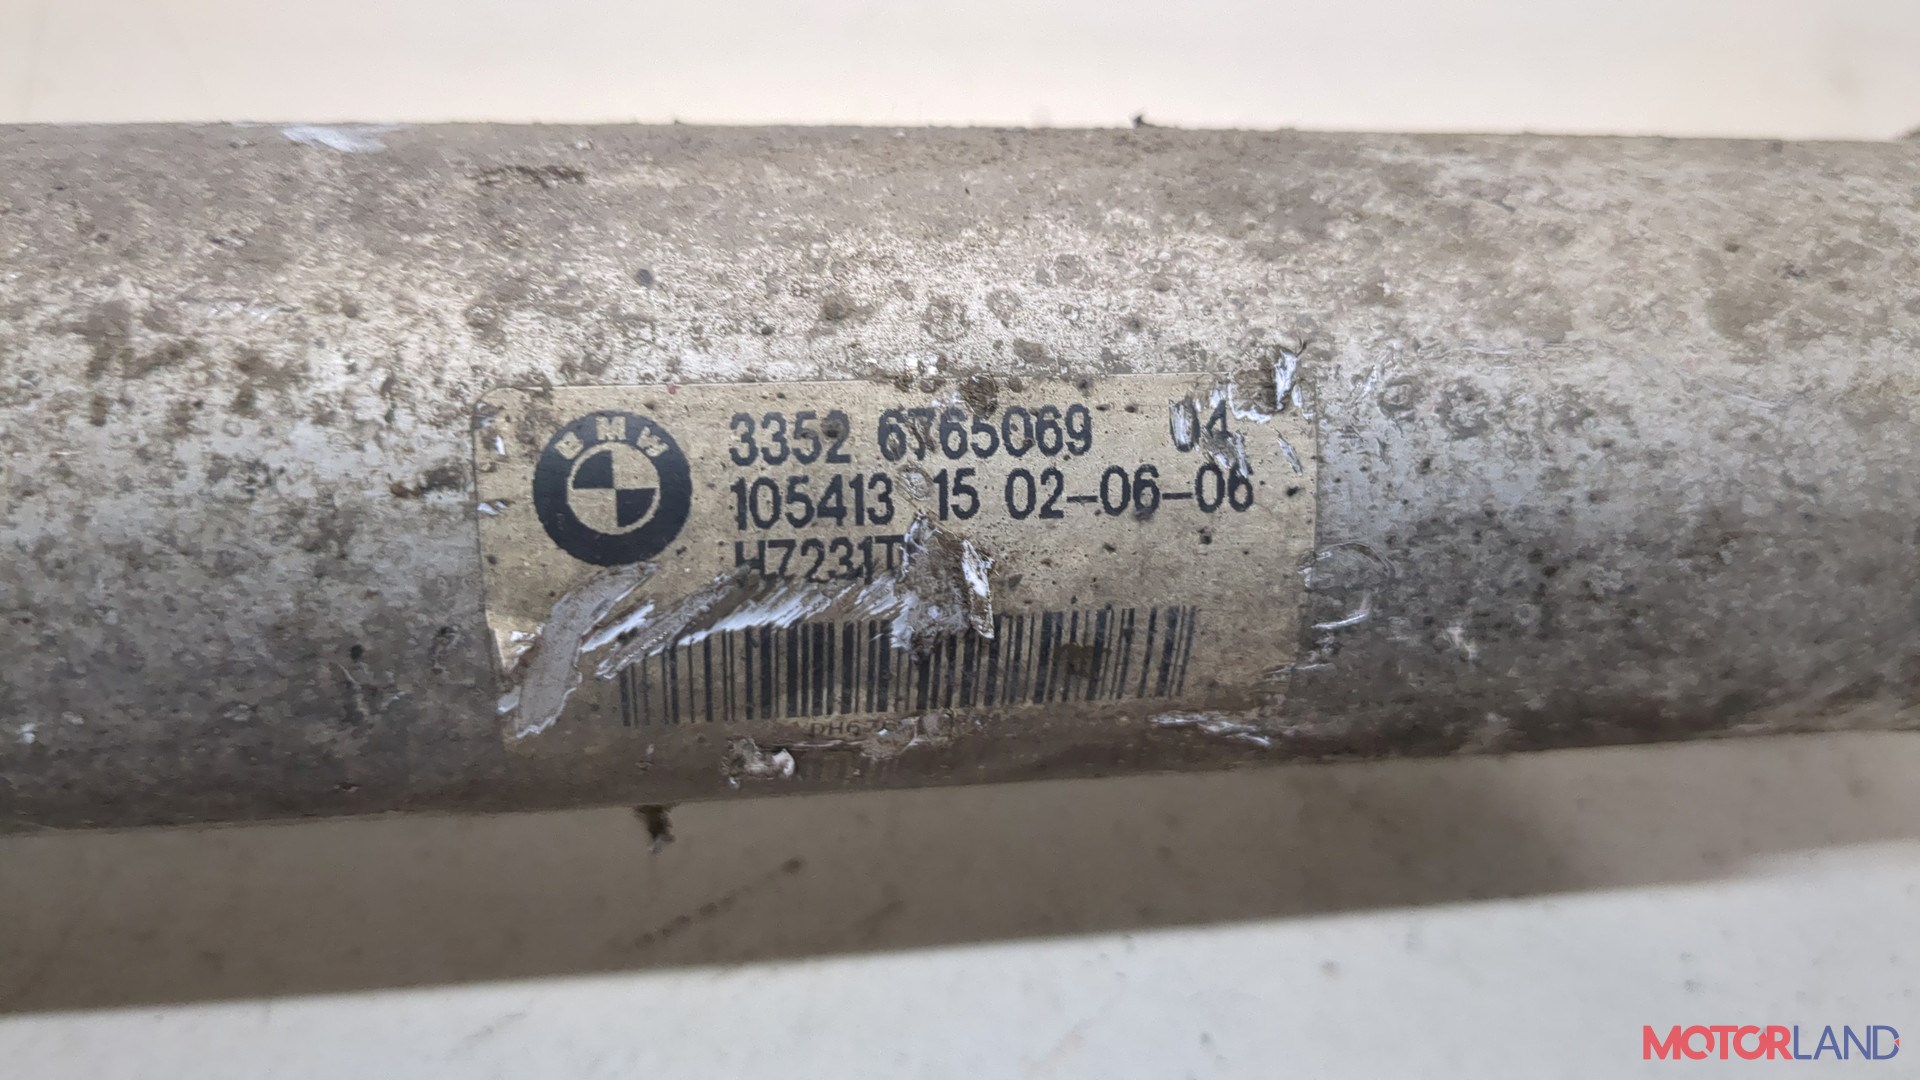 BMW
3352 6765069 04
105413 15 02-06-06
H7231T
MOTORLAND